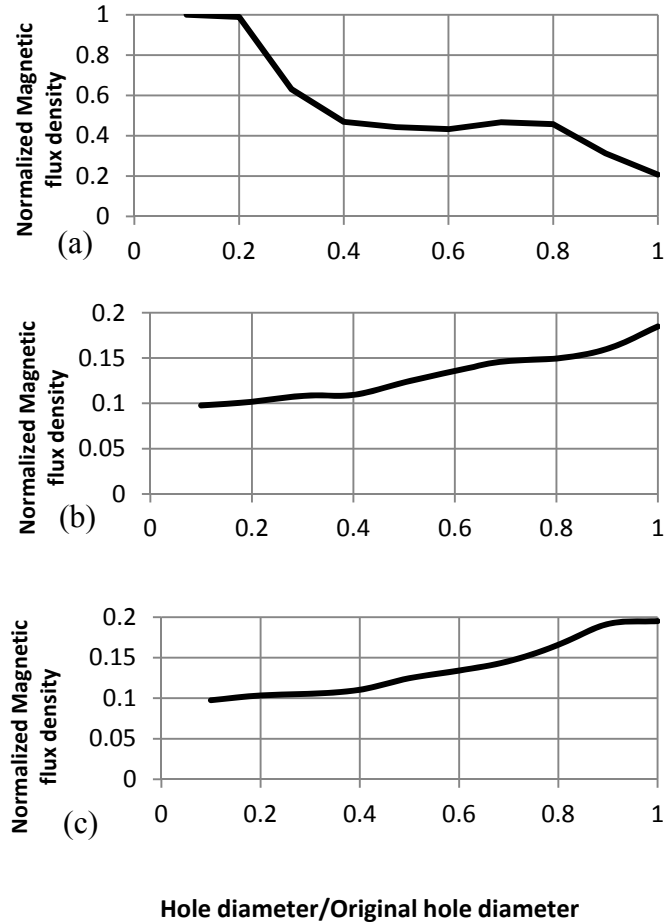 Normalized Magnetic
flux density
1
0.8
0.6
0.4
0.2
0
0 0.2 0.4 0.6 0.8 1
(a)
Normalized Magnetic
flux density
0.2
0.15
0.1
0.05
0
0 0.2 0.4 0.6 0.8 1
(b)
Normalized Magnetic
flux density
0.2
0.15
0.1
0.05
0
0 0.2 0.4 0.6 0.8 1
(c)
Hole diameter/Original hole diameter